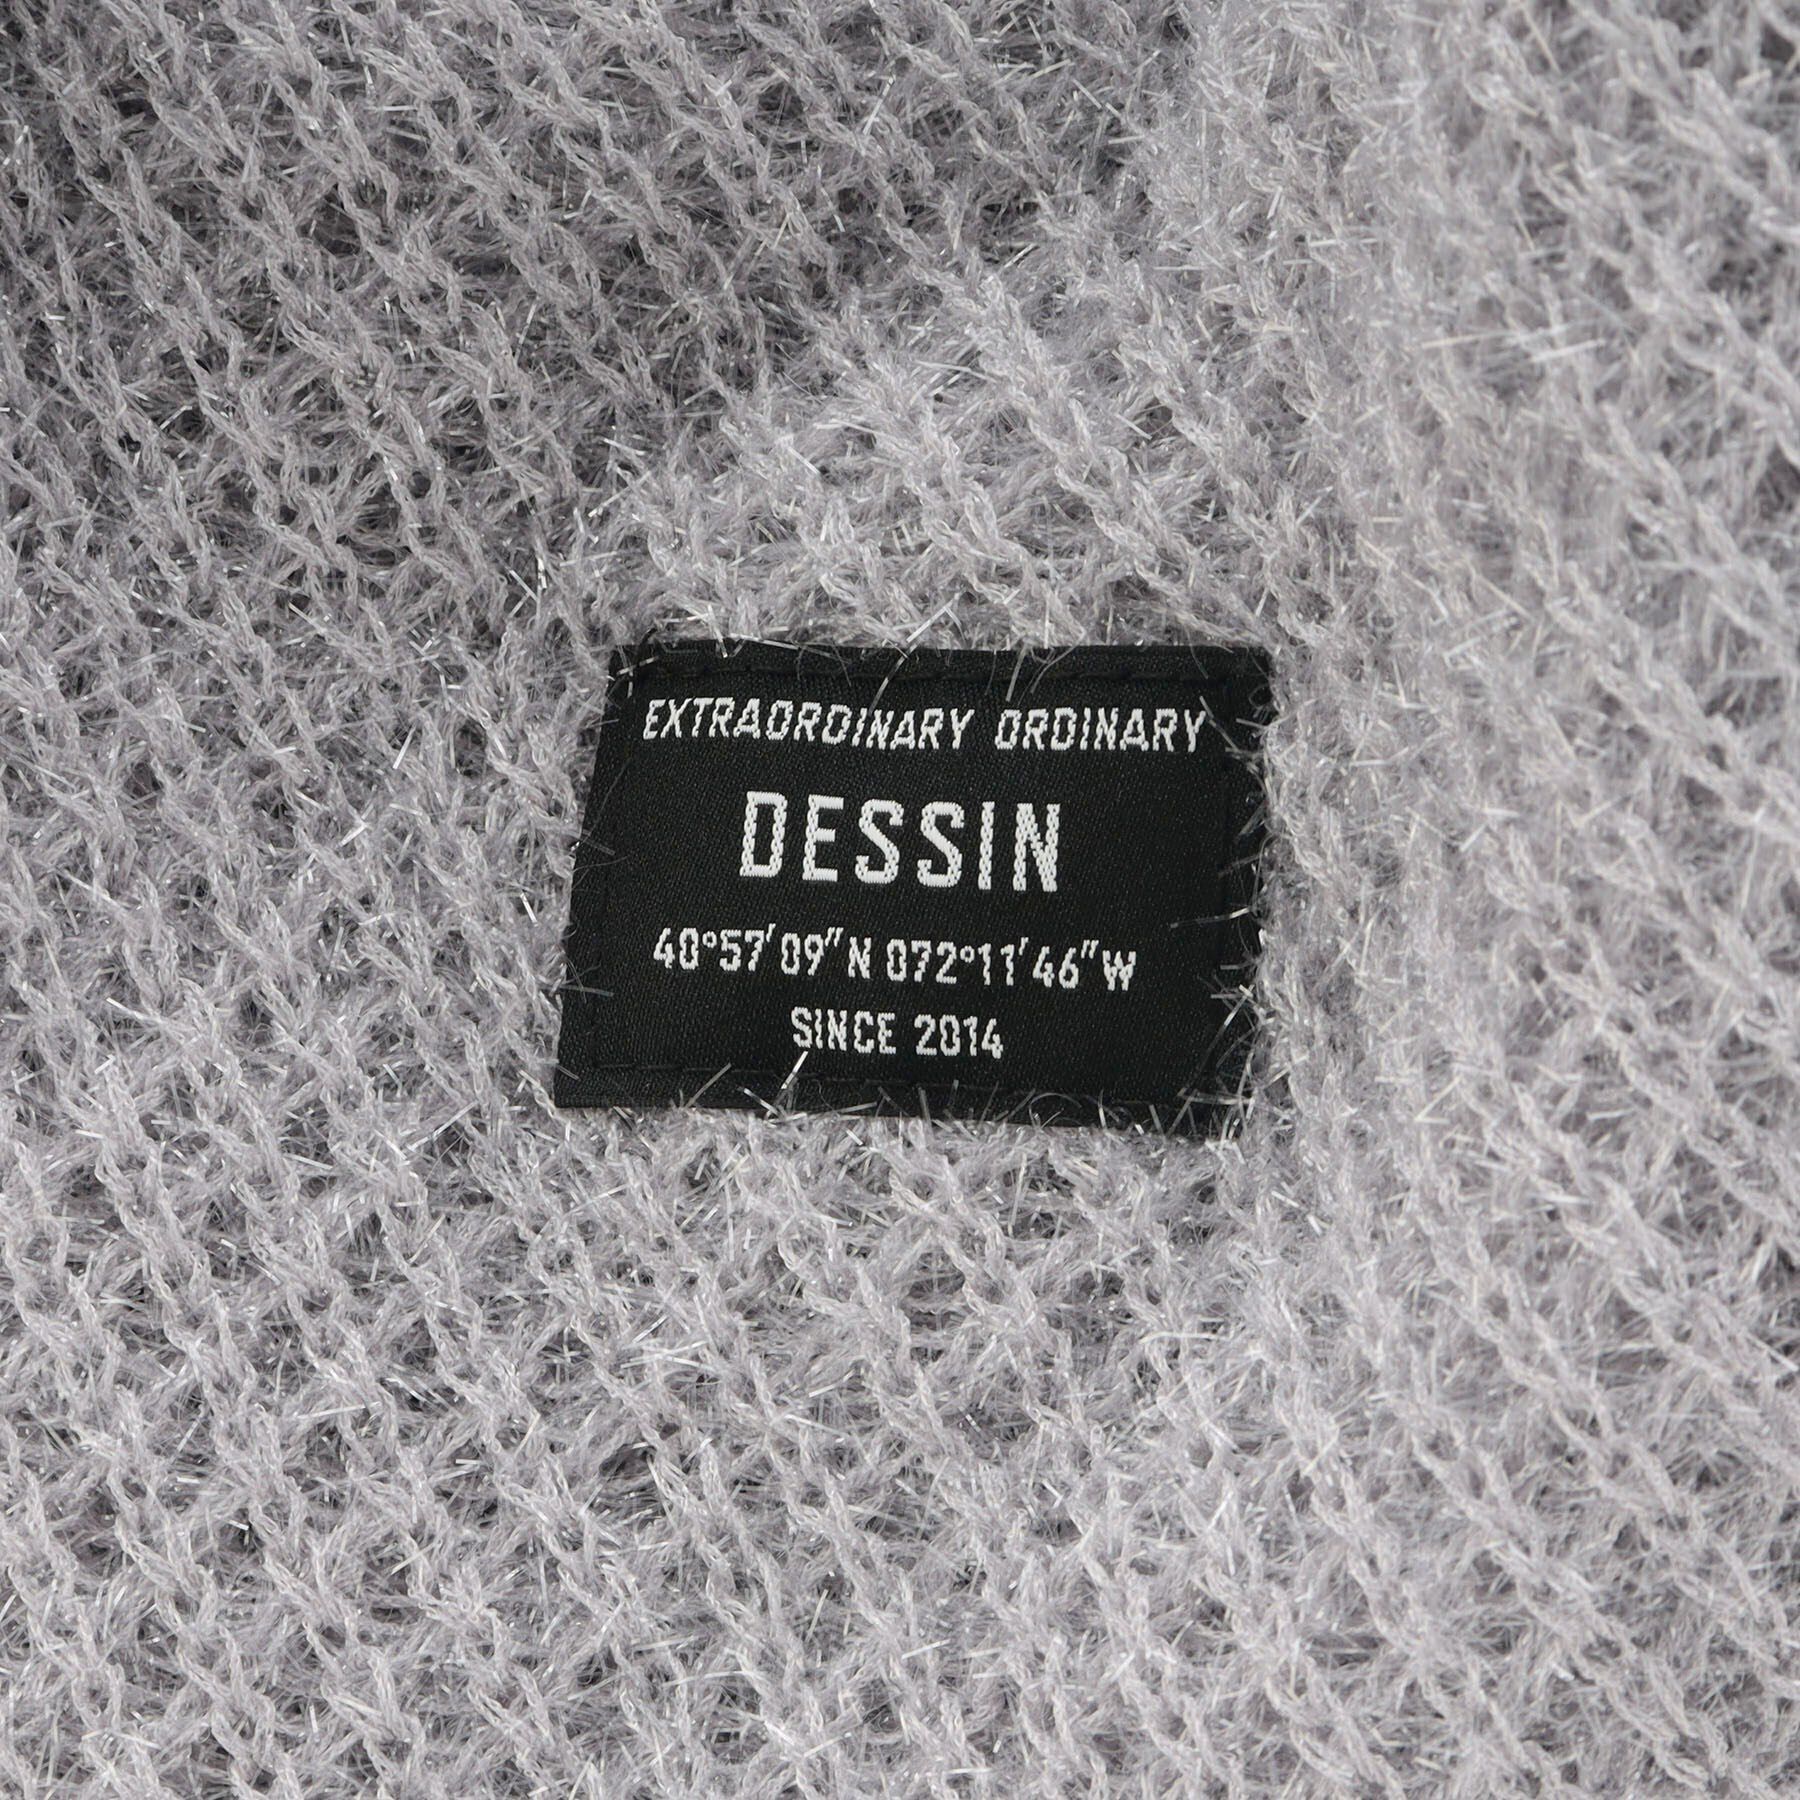 EXTRAORDINARY ORDINARY
DESSIN
40°57'09"N 072°11'46"W
SINCE 2014